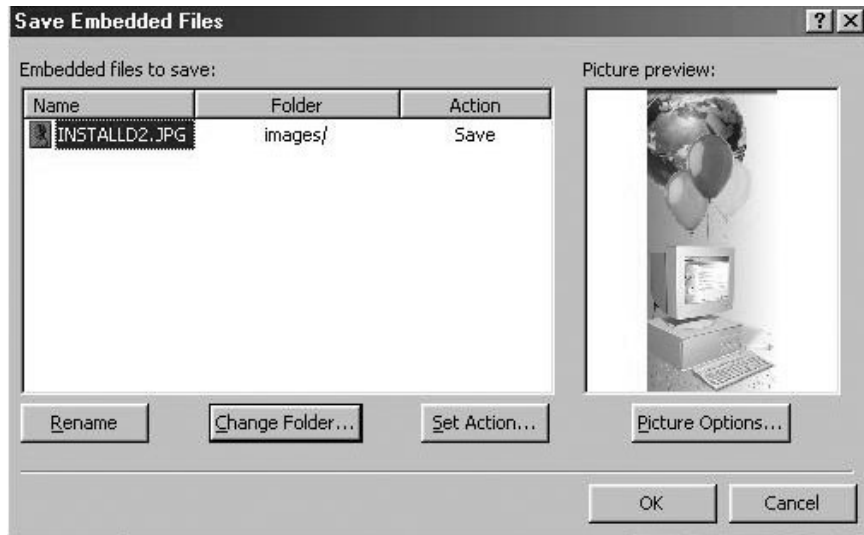 Save Embedded Files
Embedded files to save:
Picture preview:
Name Folder Action
INSTALLD2.JPG images/ Save
Rename Change Folder... Set Action... Picture Options...
OK Cancel